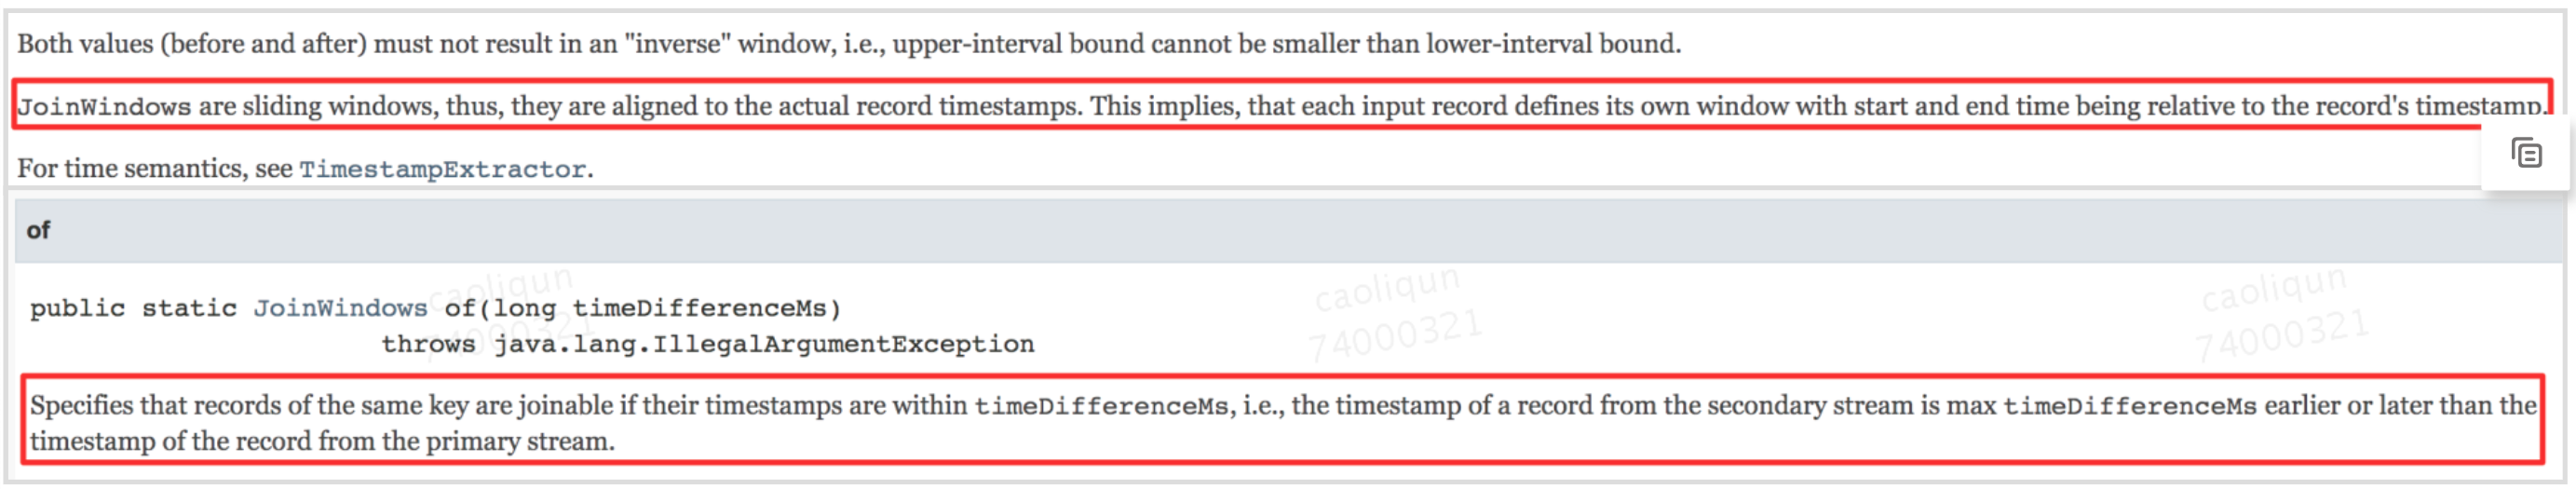 Both values (before and after) must not result in an "inverse" window, i.e., upper-interval bound cannot be smaller than lower-interval bound.
JoinWindows are sliding windows, thus, they are aligned to the actual record timestamps. This implies, that each input record defines its own window with start and end time being relative to the record's timestamp.
For time semantics, see TimestampExtractor.
of
public static JoinWindows of(long timeDifferenceMs)
throws java.lang.IllegalArgumentException
caoliqun
74000321
caoliqun
74000321
caoliqun
74000321
Specifies that records of the same key are joinable if their timestamps are within timeDifferenceMs, i.e., the timestamp of a record from the secondary stream is max timeDifferenceMs earlier or later than the
timestamp of the record from the primary stream.